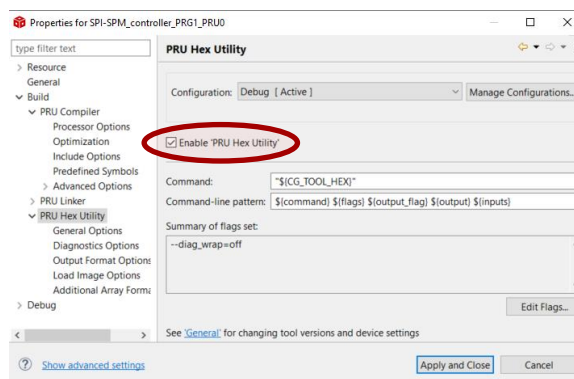 Properties for SPI-SPM_controller_PRG1_PRU0
type filter text
Resource
General
Build
PRU Compiler
Processor Options
Optimization
Include Options
Predefined Symbols
Advanced Options
PRU Linker
PRU Hex Utility
General Options
Diagnostics Options
Output Format Options
Load Image Options
Additional Array Forma
Debug
PRU Hex Utility
Configuration: Debug [ Active ] Manage Configurations...
Enable 'PRU Hex Utility'
Command: "${CG_TOOL_HEX}"
Command-line pattern: ${command} ${flags} ${output_flag} ${output} ${inputs}
Summary of flags set:
--diag_wrap=off
Edit Flags...
See 'General' for changing tool versions and device settings
Show advanced settings
Apply and Close Cancel